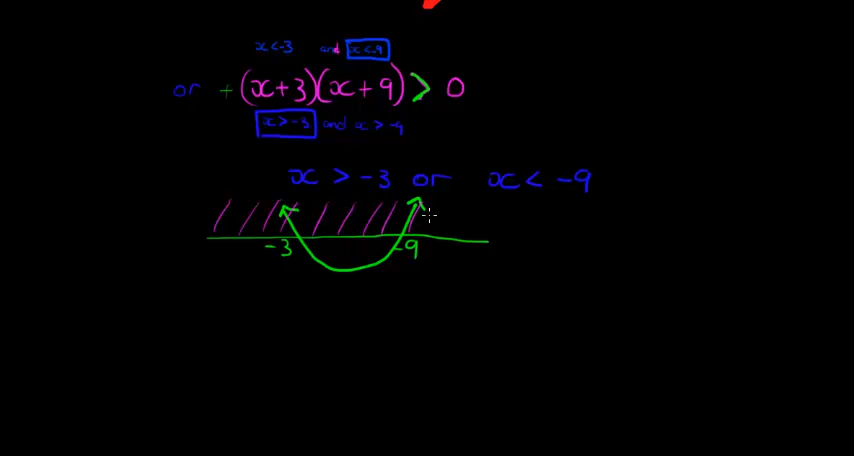 x < -3 and x < -9
or + (x + 3)(x + 9) > 0
x > -3 and x > -9
x > -3 or x < -9
-3 -9